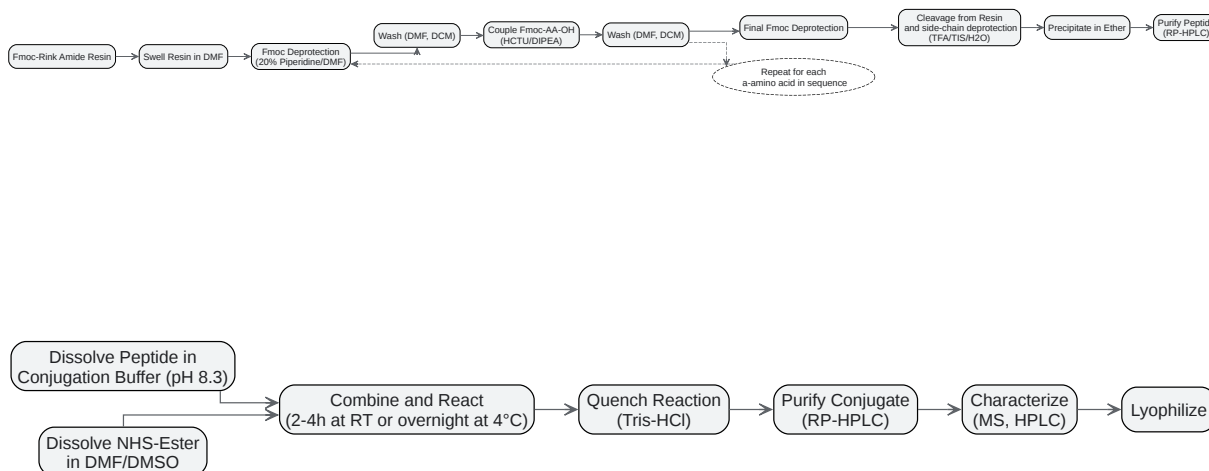 Fmoc-Rink Amide Resin
Swell Resin in DMF
Fmoc Deprotection
(20% Piperidine/DMF)
Wash (DMF, DCM)
Couple Fmoc-AA-OH
(HCTU/DIPEA)
Wash (DMF, DCM)
Repeat for each
a-amino acid in sequence
Final Fmoc Deprotection
Cleavage from Resin
and side-chain deprotection
(TFA/TIS/H2O)
Precipitate in Ether
Purify Peptid
(RP-HPLC)
Dissolve Peptide in
Conjugation Buffer (pH 8.3)
Dissolve NHS-Ester
in DMF/DMSO
Combine and React
(2-4h at RT or overnight at 4°C)
Quench Reaction
(Tris-HCl)
Purify Conjugate
(RP-HPLC)
Characterize
(MS, HPLC)
Lyophilize